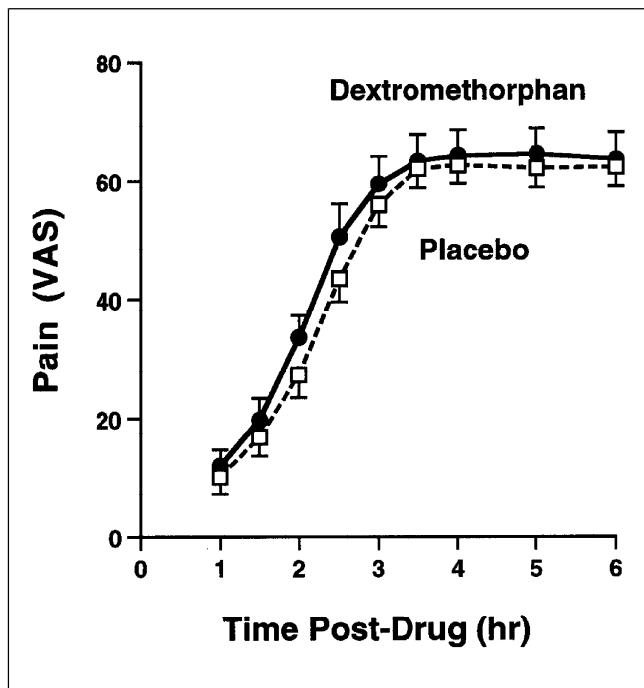 80
60
40
20
0
Pain (VAS)
Dextromethorphan
Placebo
0 1 2 3 4 5 6
Time Post-Drug (hr)